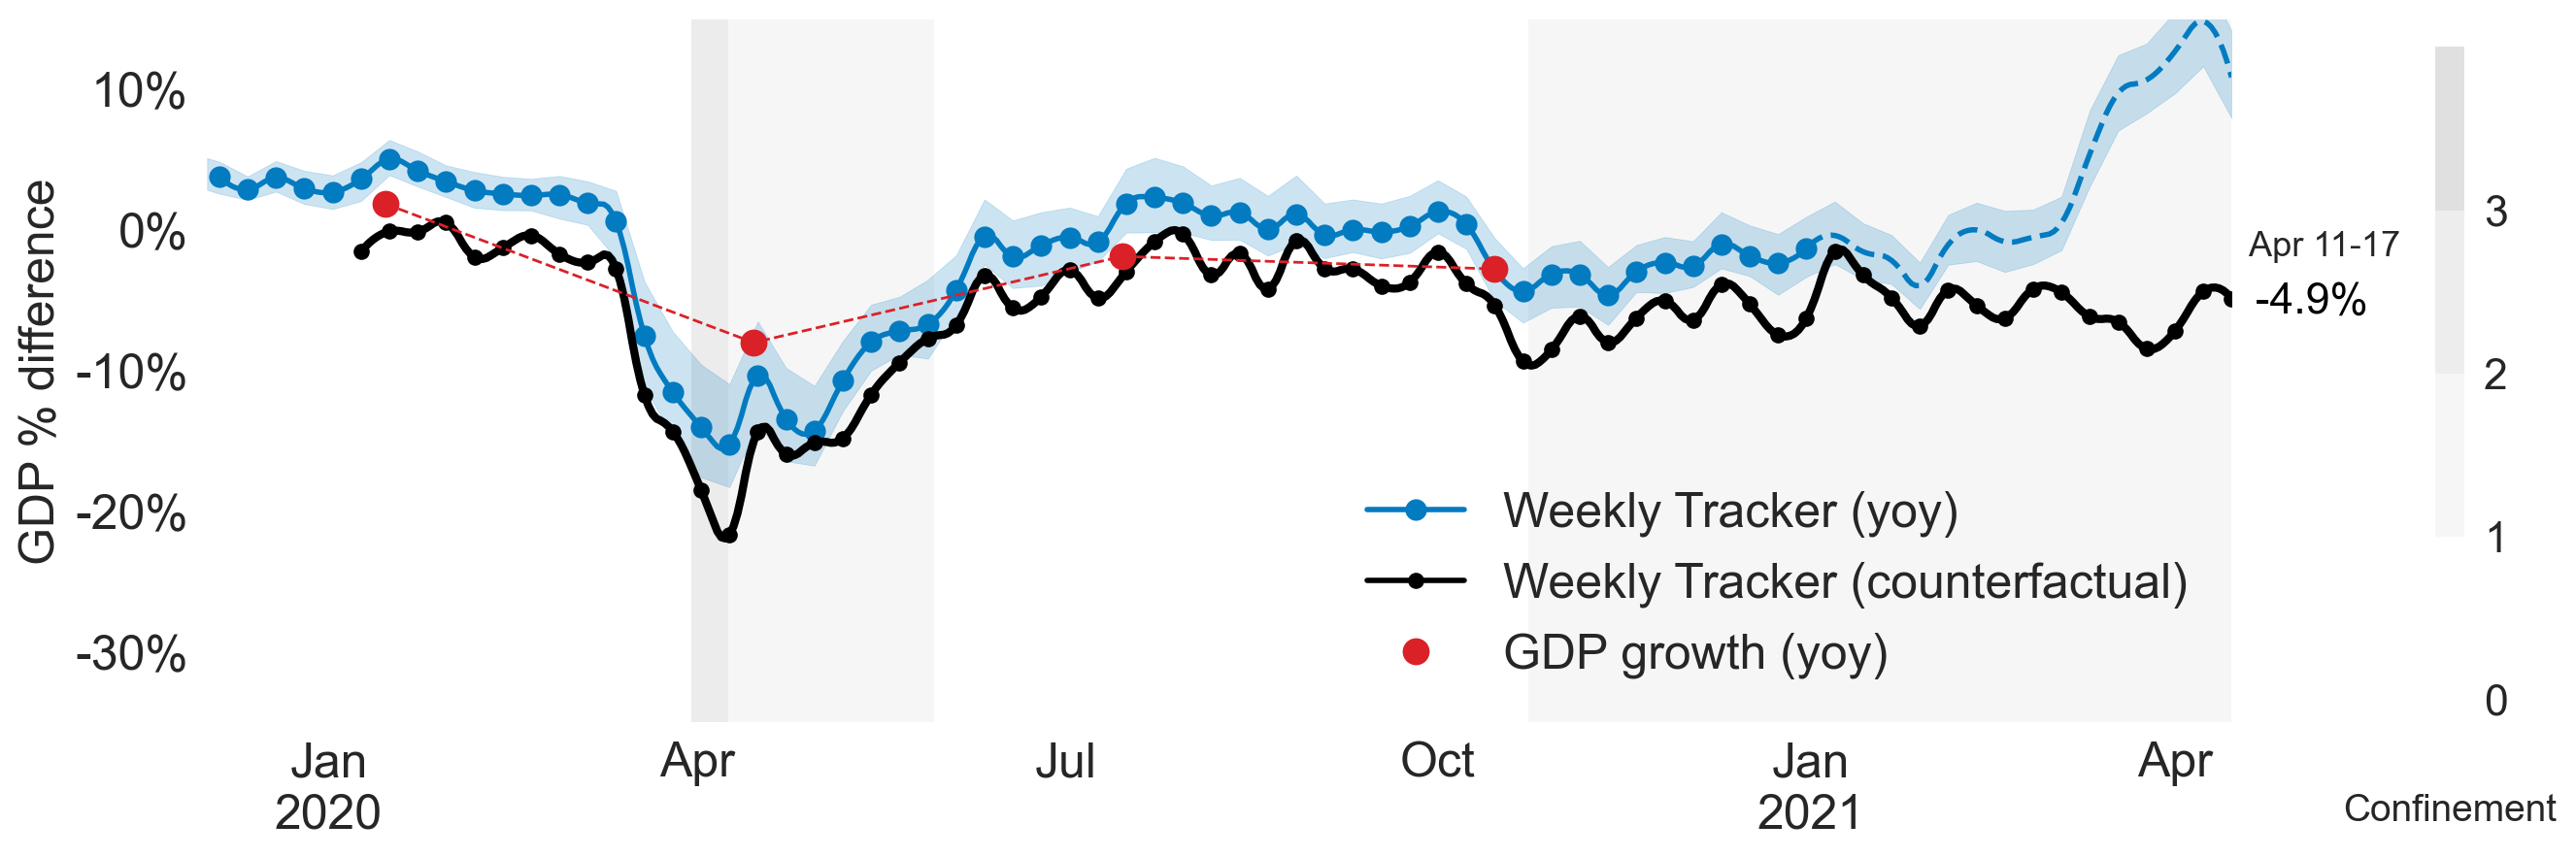 GDP % difference
10%
0%
-10%
-20%
-30%
Jan
2020
Apr
Jul
Oct
Jan
2021
Apr
Weekly Tracker (yoy)
Weekly Tracker (counterfactual)
GDP growth (yoy)
Apr 11-17
-4.9%
3
2
1
0
Confinement